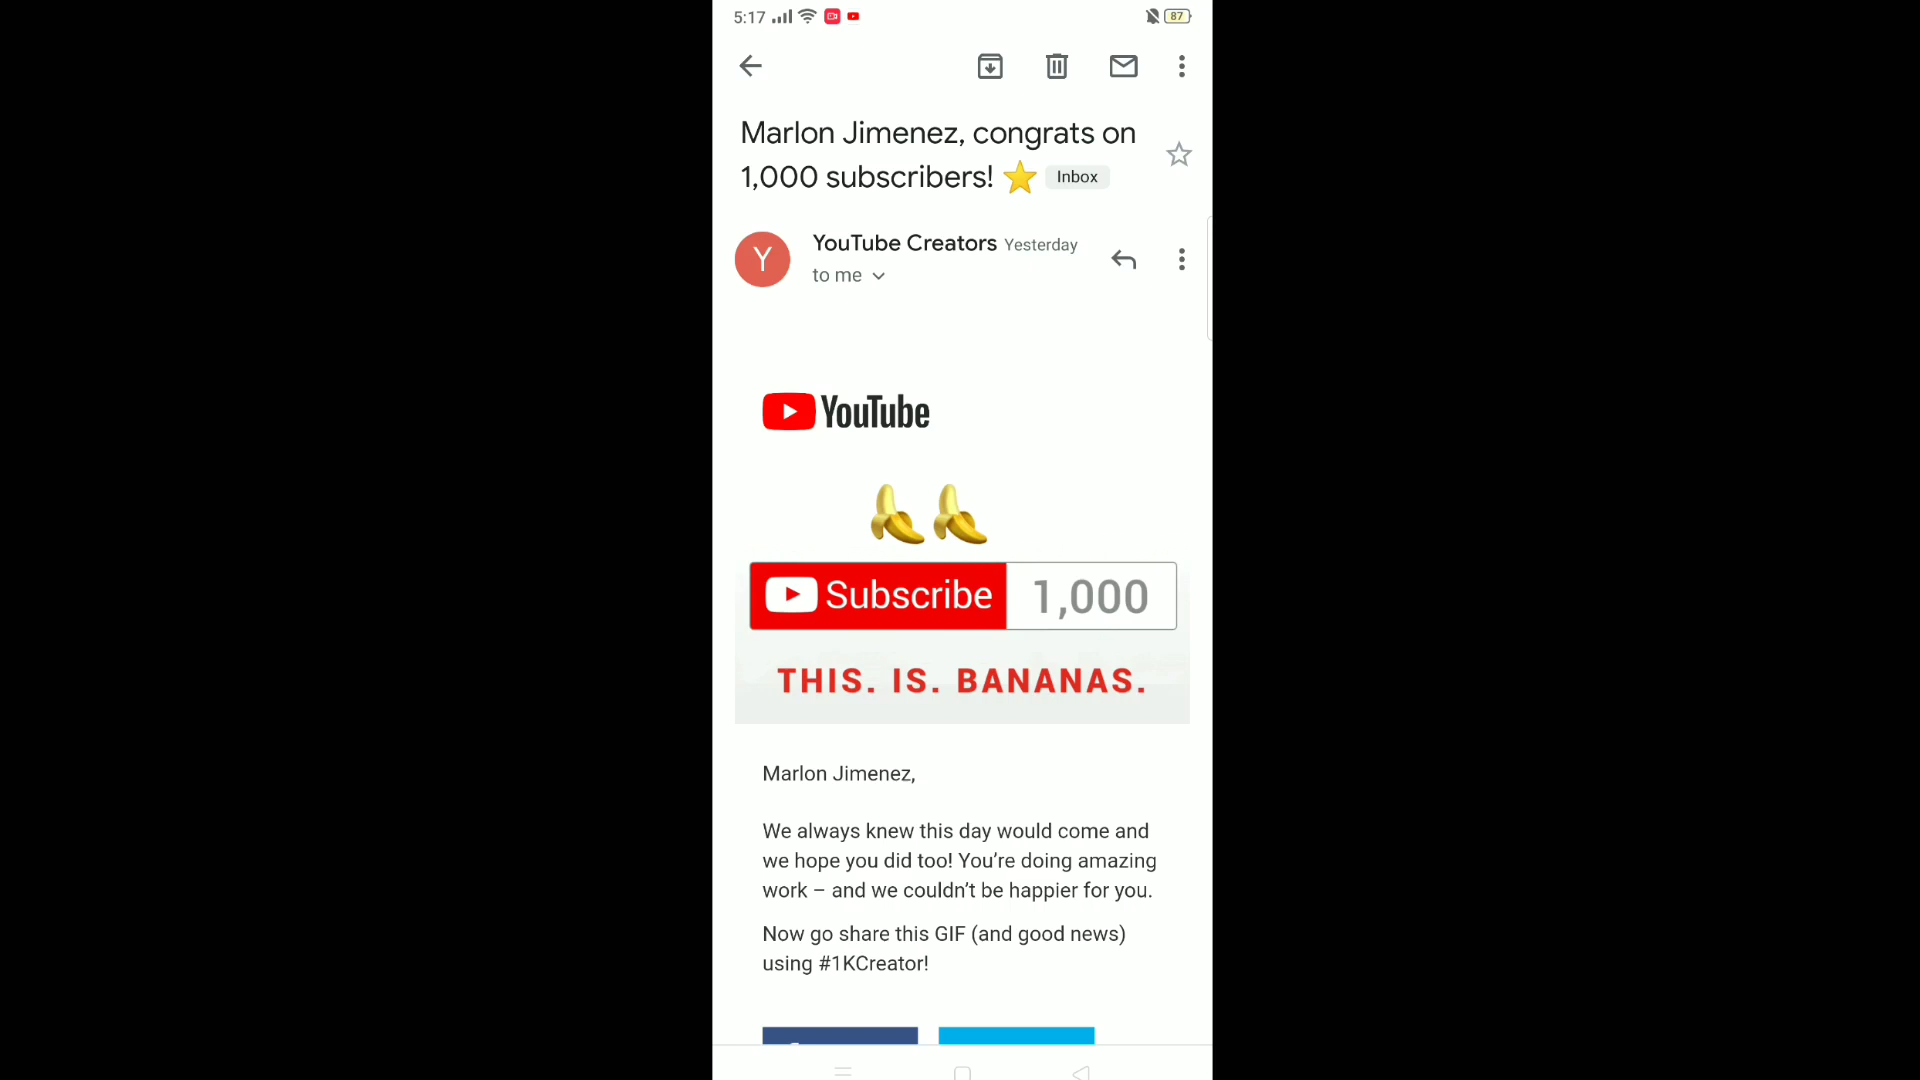 5:17
87
Marlon Jimenez, congrats on
1,000 subscribers! ⭐ Inbox
Y
YouTube Creators Yesterday
to me
YouTube
Subscribe 1,000
THIS. IS. BANANAS.
Marlon Jimenez,
We always knew this day would come and
we hope you did too! You’re doing amazing
work – and we couldn’t be happier for you.
Now go share this GIF (and good news)
using #1KCreator!